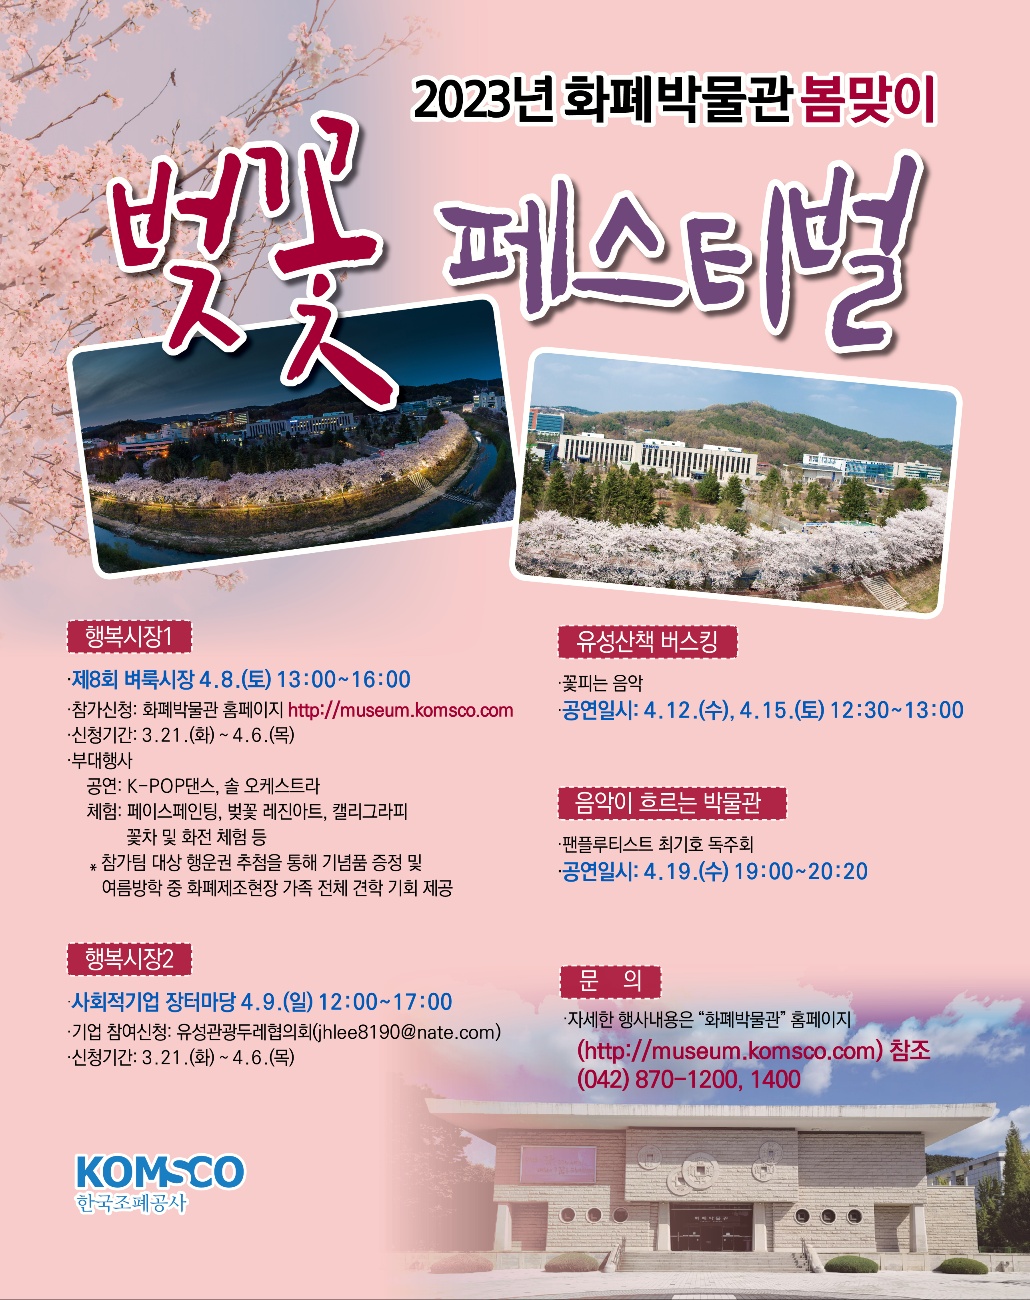 2023년 화폐박물관 봄맞이
벚꽃 페스티벌
행복시장1
·제8회 벼룩시장 4.8.(토) 13:00~16:00
·참가신청: 화폐박물관 홈페이지 http://museum.komsco.com
·신청기간: 3.21.(화) ~ 4.6.(목)
·부대행사
공연: K-POP댄스, 솔 오케스트라
체험: 페이스페인팅, 벚꽃 레진아트, 캘리그라피
꽃차 및 화전 체험 등
* 참가팀 대상 행운권 추첨을 통해 기념품 증정 및
여름방학 중 화폐제조현장 가족 전체 견학 기회 제공
행복시장2
·사회적기업 장터마당 4.9.(일) 12:00~17:00
·기업 참여신청: 유성관광두레협의회(jhlee8190@nate.com)
·신청기간: 3.21.(화) ~ 4.6.(목)
유성산책 버스킹
·꽃피는 음악
·공연일시: 4.12.(수), 4.15.(토) 12:30~13:00
음악이 흐르는 박물관
·팬플루티스트 최기호 독주회
·공연일시: 4.19.(수) 19:00~20:20
문 의
·자세한 행사내용은 “화폐박물관” 홈페이지
(http://museum.komsco.com) 참조
(042) 870-1200, 1400
KOMSCO
한국조폐공사
화폐박물관